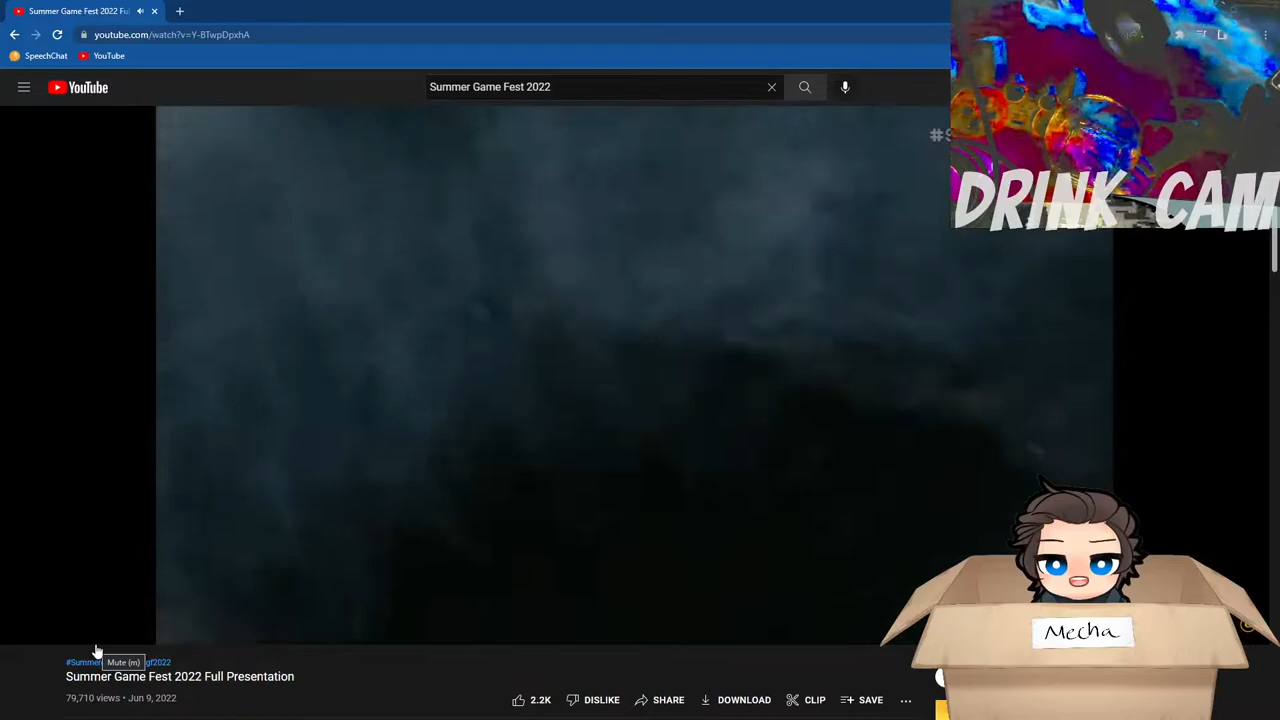 Summer Game Fest 2022 Ful
youtube.com/watch?v=Y-BTwpDpxhA
SpeechChat
YouTube
YouTube
Summer Game Fest 2022
DRINK CAM
Mecha
Mute (m)
Summer Game Fest 2022 Full Presentation
79,710 views • Jun 9, 2022
2.2K
DISLIKE
SHARE
DOWNLOAD
CLIP
SAVE